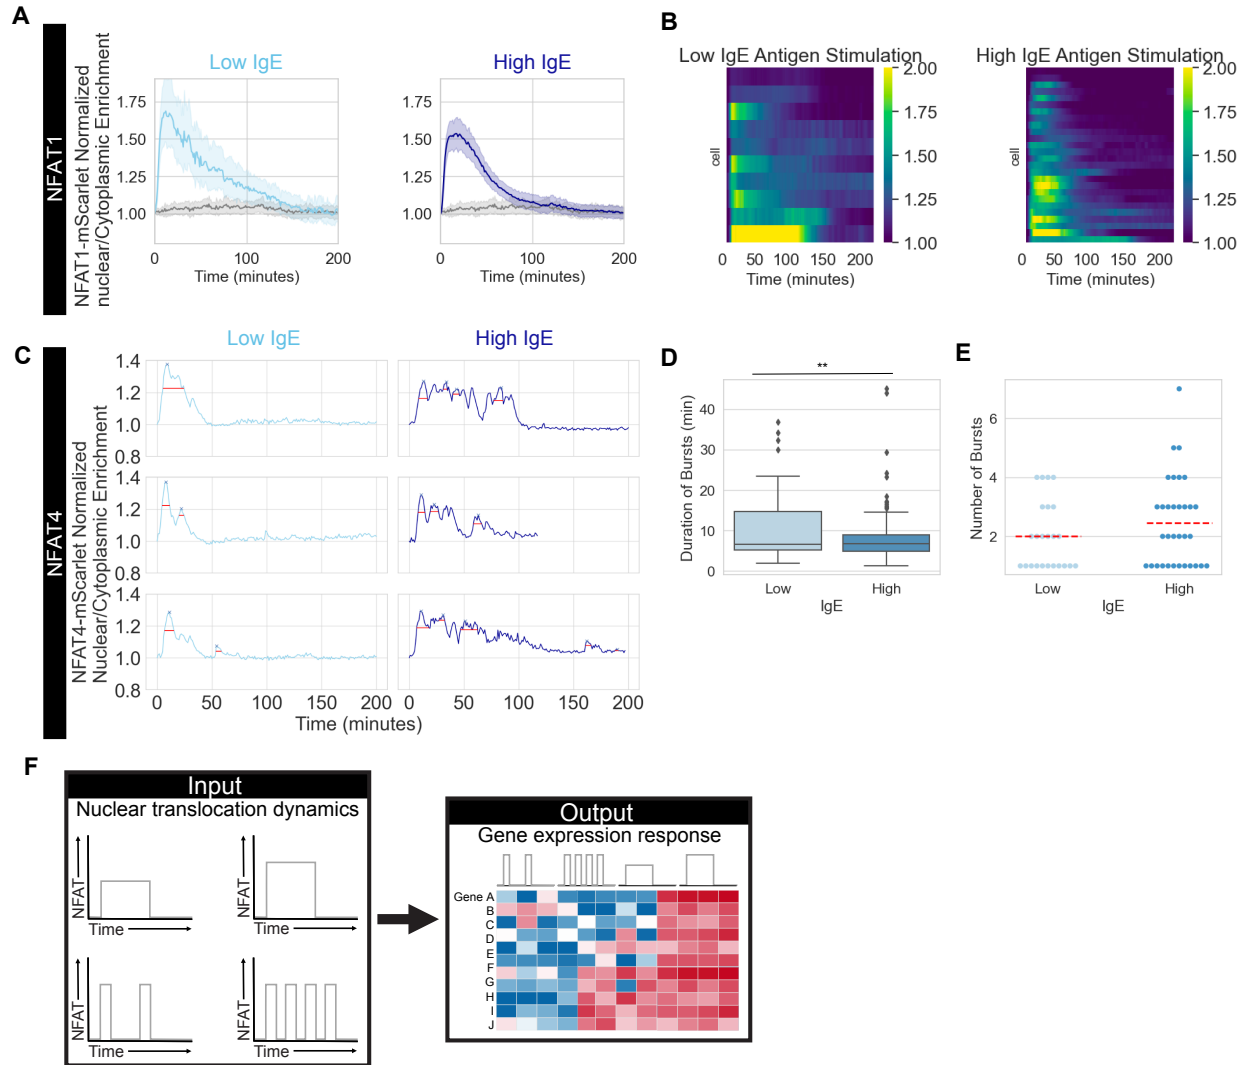 A
NFAT1
NFAT1-mScarlet Normalized
nuclear/Cytoplasmic Enrichment
Low IgE
1.75
1.50
1.25
1.00
0
100
200
Time (minutes)
High IgE
1.75
1.50
1.25
1.00
0
100
200
Time (minutes)
B
Low IgE Antigen Stimulation
cell
2.00
1.75
1.50
1.25
1.00
0
50
100
150
200
Time (minutes)
High IgE Antigen Stimulation
cell
2.00
1.75
1.50
1.25
1.00
0
50
100
150
200
Time (minutes)
C
NFAT4
NFAT4-mScarlet Normalized
Nuclear/Cytoplasmic Enrichment
Low IgE
High IgE
1.4
1.2
1.0
0.8
1.4
1.2
1.0
0.8
1.4
1.2
1.0
0.8
0
50
100
150
200
0
50
100
150
200
Time (minutes)
D
**
Duration of Bursts (min)
40
30
20
10
0
Low
High
IgE
E
Number of Bursts
6
4
2
Low
High
IgE
F
Input
Nuclear translocation dynamics
NFAT
Time
NFAT
Time
NFAT
Time
NFAT
Time
Output
Gene expression response
Gene A
B
C
D
E
F
G
H
I
J